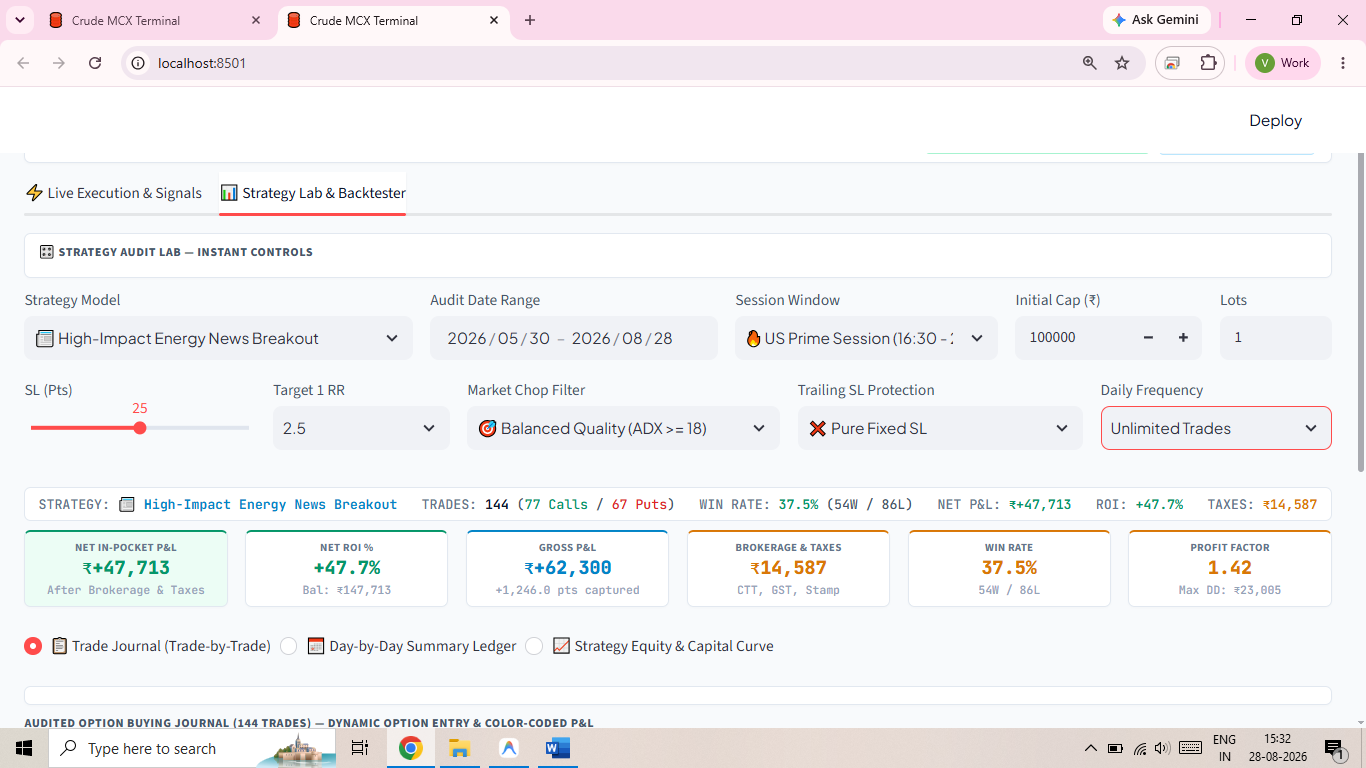 Crude MCX Terminal
Crude MCX Terminal
Ask Gemini
localhost:8501
V Work
Deploy
Live Execution & Signals
Strategy Lab & Backtester
STRATEGY AUDIT LAB — INSTANT CONTROLS
Strategy Model
Audit Date Range
Session Window
Initial Cap (₹)
Lots
High-Impact Energy News Breakout
2026/05/30 – 2026/08/28
US Prime Session (16:30 -
100000
1
SL (Pts)
Target 1 RR
Market Chop Filter
Trailing SL Protection
Daily Frequency
25
2.5
Balanced Quality (ADX >= 18)
Pure Fixed SL
Unlimited Trades
STRATEGY: High-Impact Energy News Breakout TRADES: 144 (77 Calls / 67 Puts) WIN RATE: 37.5% (54W / 86L) NET P&L: ₹+47,713 ROI: +47.7% TAXES: ₹14,587
NET IN-POCKET P&L
₹+47,713
After Brokerage & Taxes
NET ROI %
+47.7%
Bal: ₹147,713
GROSS P&L
₹+62,300
+1,246.0 pts captured
BROKERAGE & TAXES
₹14,587
CTT, GST, Stamp
WIN RATE
37.5%
54W / 86L
PROFIT FACTOR
1.42
Max DD: ₹23,005
Trade Journal (Trade-by-Trade)
Day-by-Day Summary Ledger
Strategy Equity & Capital Curve
AUDITED OPTION BUYING JOURNAL (144 TRADES) — DYNAMIC OPTION ENTRY & COLOR-CODED P&L
Type here to search
ENG
IN
15:32
28-08-2026
1